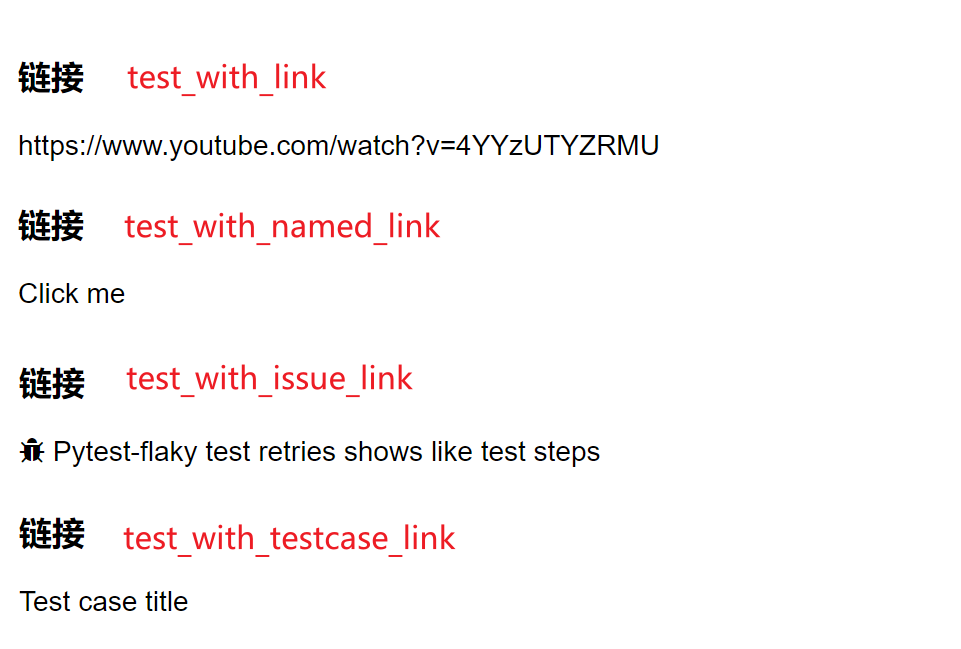 链接 test_with_link
https://www.youtube.com/watch?v=4YYzUTYZRMU
链接 test_with_named_link
Click me
链接 test_with_issue_link
Pytest-flaky test retries shows like test steps
链接 test_with_testcase_link
Test case title